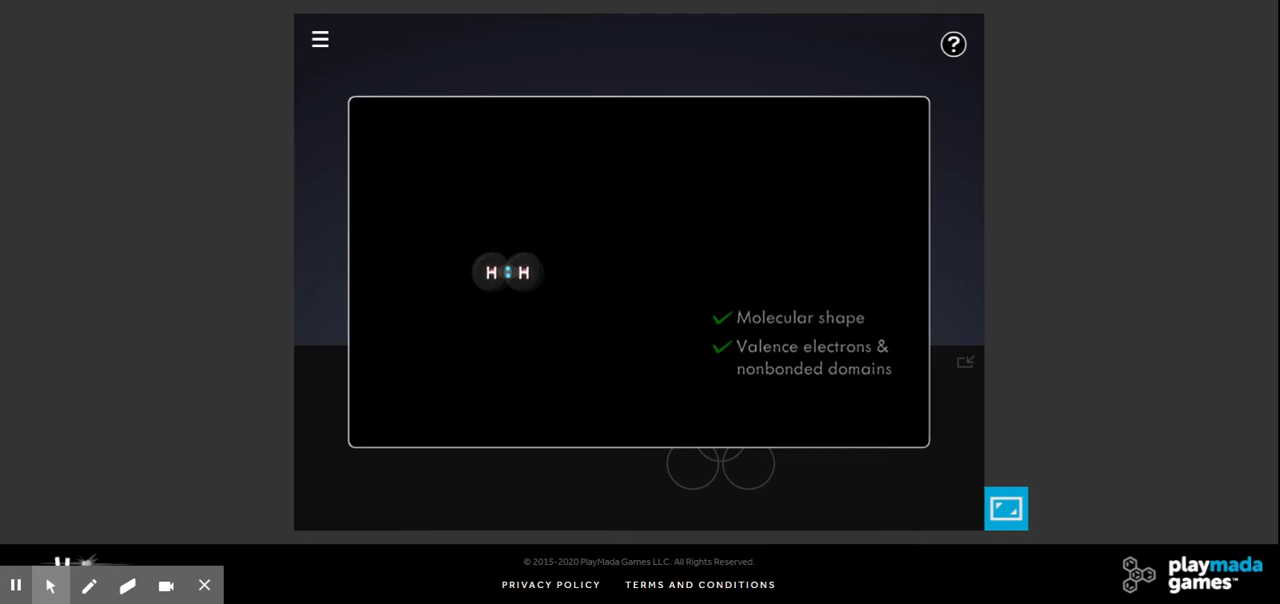 ?
H H
Molecular shape
Valence electrons &
nonbonded domains
© 2015-2020 PlayMada Games LLC. All Rights Reserved.
PRIVACY POLICY TERMS AND CONDITIONS
playmada
games™